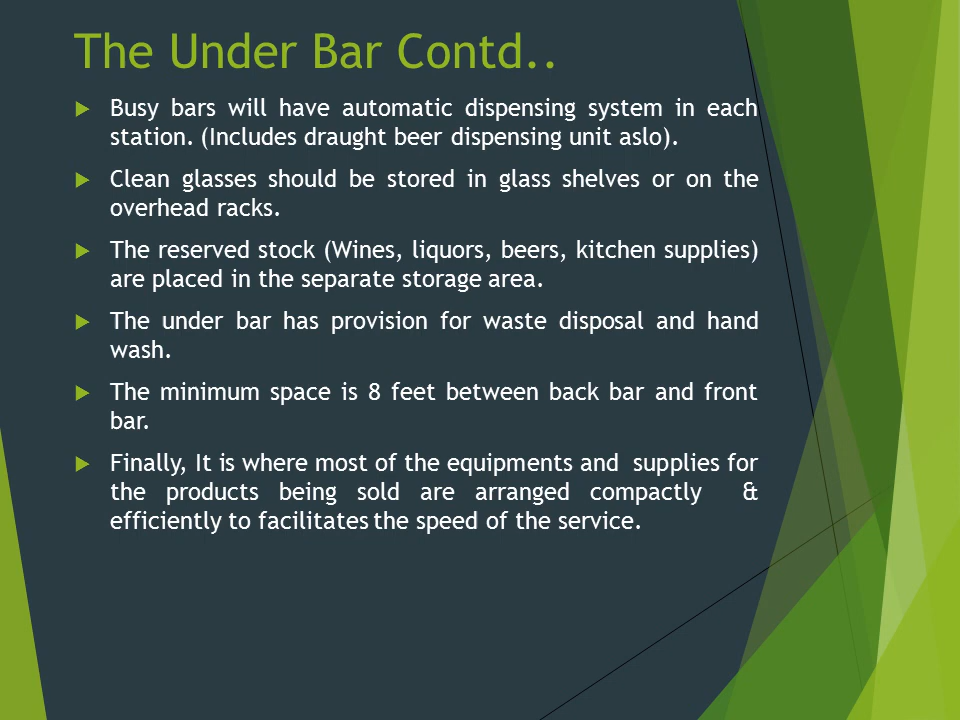 The Under Bar Contd..
Busy bars will have automatic dispensing system in each
station. (Includes draught beer dispensing unit aslo).
Clean glasses should be stored in glass shelves or on the
overhead racks.
The reserved stock (Wines, liquors, beers, kitchen supplies)
are placed in the separate storage area.
The under bar has provision for waste disposal and hand
wash.
The minimum space is 8 feet between back bar and front
bar.
Finally, It is where most of the equipments and supplies for
the products being sold are arranged compactly &
efficiently to facilitates the speed of the service.